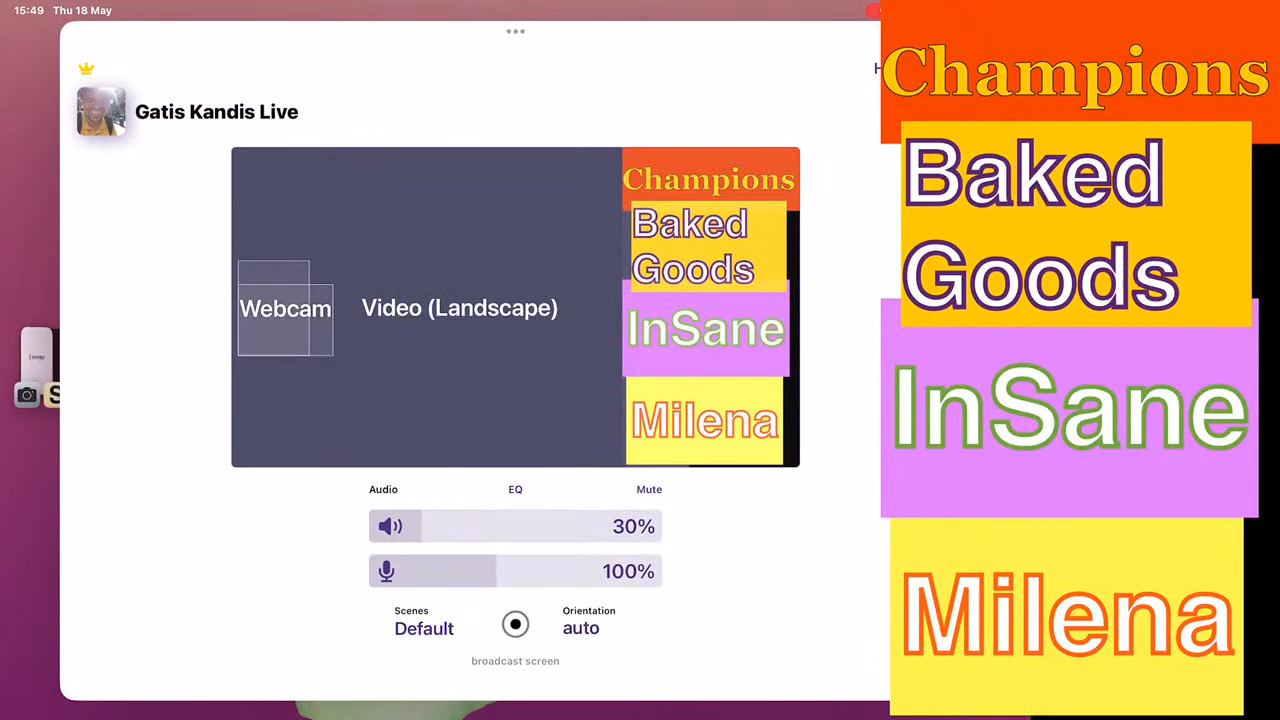 15:49 Thu 18 May
Gatis Kandis Live
Champions
Baked
Goods
InSane
Milena
Webcam
Video (Landscape)
Audio
EQ
Mute
30%
100%
Scenes
Default
Orientation
auto
broadcast screen
Champions
Baked
Goods
InSane
Milena